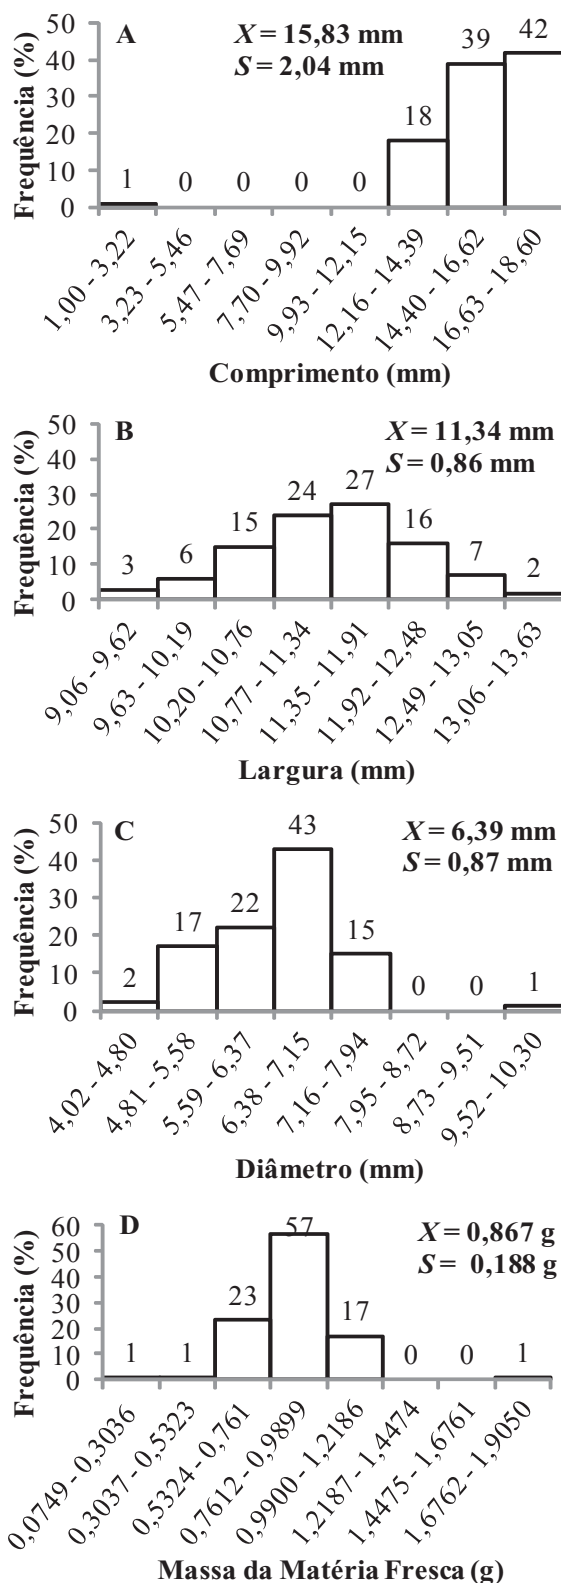 A
X = 15,83 mm
S = 2,04 mm
Frequência (%)
50
40
30
20
10
0
1
0
0
0
0
18
39
42
1,00 - 3,22
3,23 - 5,46
5,47 - 7,69
7,70 - 9,92
9,93 - 12,15
12,16 - 14,39
14,40 - 16,62
16,63 - 18,60
Comprimento (mm)
B
X = 11,34 mm
S = 0,86 mm
Frequência (%)
50
40
30
20
10
0
3
6
15
24
27
16
7
2
9,06 - 9,62
9,63 - 10,19
10,20 - 10,76
10,77 - 11,34
11,35 - 11,91
11,92 - 12,48
12,49 - 13,05
13,06 - 13,63
Largura (mm)
C
X = 6,39 mm
S = 0,87 mm
Frequência (%)
50
40
30
20
10
0
2
17
22
43
15
0
0
1
4,02 - 4,80
4,81 - 5,58
5,59 - 6,37
6,38 - 7,15
7,16 - 7,94
7,95 - 8,72
8,73 - 9,51
9,52 - 10,30
Diâmetro (mm)
D
X = 0,867 g
S = 0,188 g
Frequência (%)
60
50
40
30
20
10
0
1
1
23
57
17
0
0
1
0,0749 - 0,3036
0,3037 - 0,5323
0,5324 - 0,761
0,7612 - 0,9899
0,9900 - 1,2186
1,2187 - 1,4474
1,4475 - 1,6761
1,6762 - 1,9050
Massa da Matéria Fresca (g)